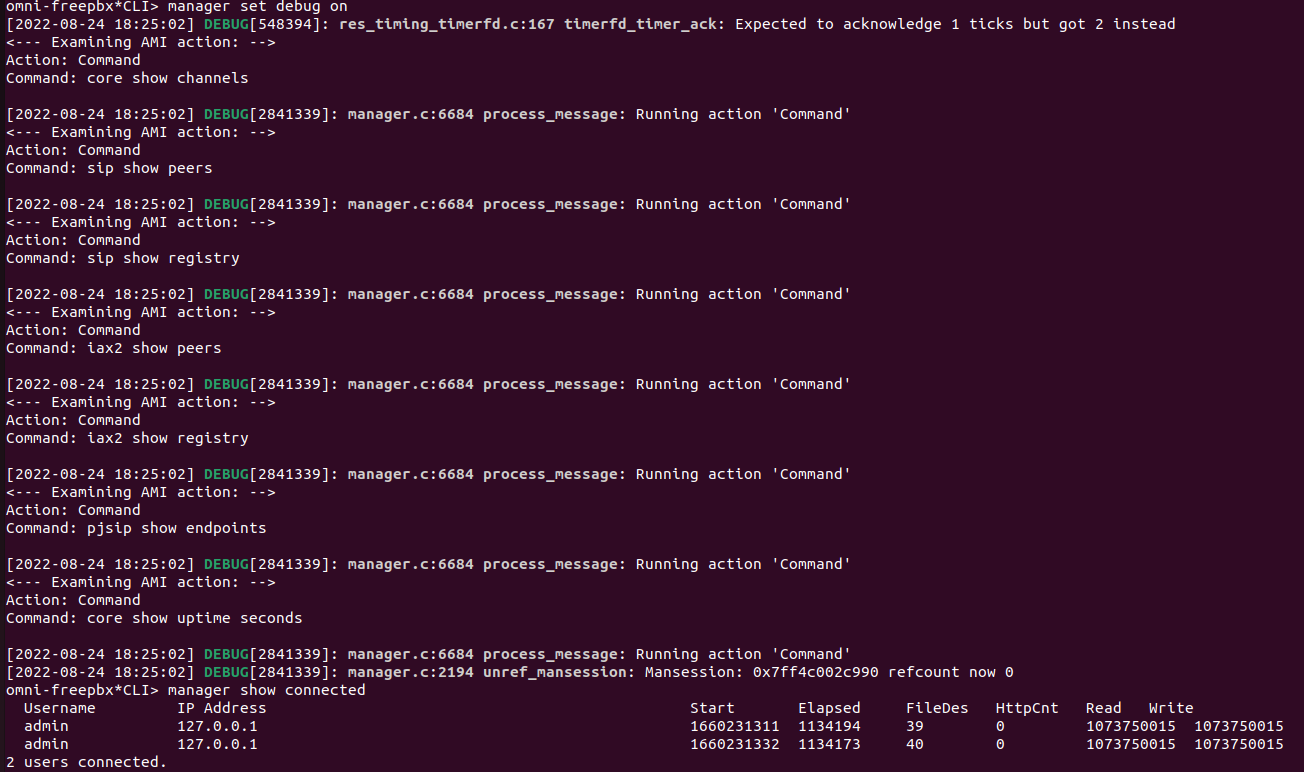 omni-freepbx*CLI> manager set debug on
[2022-08-24 18:25:02] DEBUG[548394]: res_timing_timerfd.c:167 timerfd_timer_ack: Expected to acknowledge 1 ticks but got 2 instead
<--- Examining AMI action: -->
Action: Command
Command: core show channels

[2022-08-24 18:25:02] DEBUG[2841339]: manager.c:6684 process_message: Running action 'Command'
<--- Examining AMI action: -->
Action: Command
Command: sip show peers

[2022-08-24 18:25:02] DEBUG[2841339]: manager.c:6684 process_message: Running action 'Command'
<--- Examining AMI action: -->
Action: Command
Command: sip show registry

[2022-08-24 18:25:02] DEBUG[2841339]: manager.c:6684 process_message: Running action 'Command'
<--- Examining AMI action: -->
Action: Command
Command: iax2 show peers

[2022-08-24 18:25:02] DEBUG[2841339]: manager.c:6684 process_message: Running action 'Command'
<--- Examining AMI action: -->
Action: Command
Command: iax2 show registry

[2022-08-24 18:25:02] DEBUG[2841339]: manager.c:6684 process_message: Running action 'Command'
<--- Examining AMI action: -->
Action: Command
Command: pjsip show endpoints

[2022-08-24 18:25:02] DEBUG[2841339]: manager.c:6684 process_message: Running action 'Command'
<--- Examining AMI action: -->
Action: Command
Command: core show uptime seconds

[2022-08-24 18:25:02] DEBUG[2841339]: manager.c:6684 process_message: Running action 'Command'
[2022-08-24 18:25:02] DEBUG[2841339]: manager.c:2194 unref_mansession: Mansession: 0x7ff4c002c990 refcount now 0
omni-freepbx*CLI> manager show connected
  Username         IP Address                                               Start       Elapsed     FileDes   HttpCnt   Read   Write
  admin            127.0.0.1                                                1660231311  1134194     39        0         1073750015  1073750015
  admin            127.0.0.1                                                1660231332  1134173     40        0         1073750015  1073750015
2 users connected.